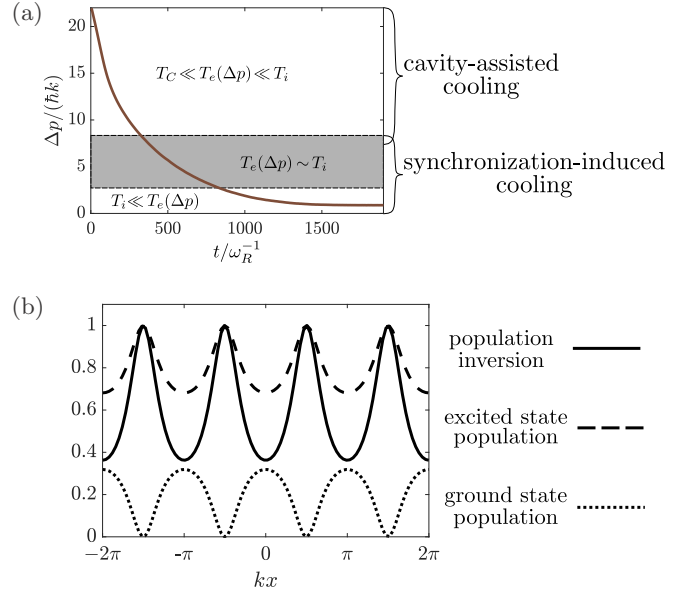 (a)
22
20
15
10
5
0
Δp/(ħk)
T_C ≪ T_e(Δp) ≪ T_i
T_e(Δp) ∼ T_i
T_i ≪ T_e(Δp)
0
500
1000
1500
t/ω_R^{-1}
cavity-assisted
cooling
synchronization-induced
cooling
(b)
1
0.8
0.6
0.4
0.2
0
−2π
-π
0
π
2π
kx
population
inversion
excited state
population
ground state
population